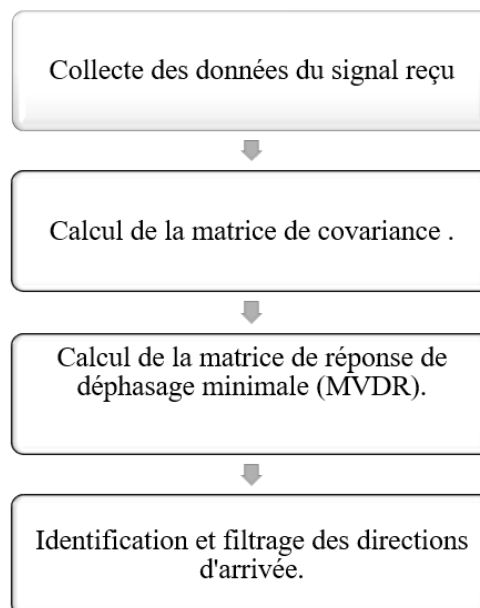 Collecte des données du signal reçu
Calcul de la matrice de covariance .
Calcul de la matrice de réponse de
déphasage minimale (MVDR).
Identification et filtrage des directions
d'arrivée.